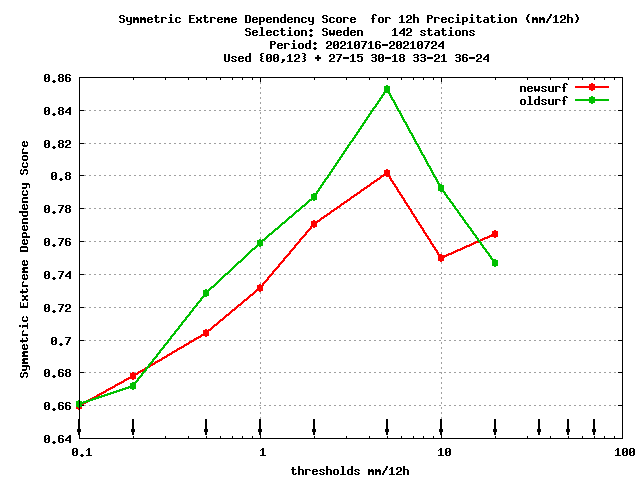 Symmetric Extreme Dependency Score  for 12h Precipitation (mm/12h)
Selection: Sweden    142 stations
Period: 20210716-20210724
Used {00,12} + 27-15 30-18 33-21 36-24
newsurf
oldsurf
Symmetric Extreme Dependency Score
0.86
0.84
0.82
0.8
0.78
0.76
0.74
0.72
0.7
0.68
0.66
0.64
0.1 1 10 100
thresholds mm/12h